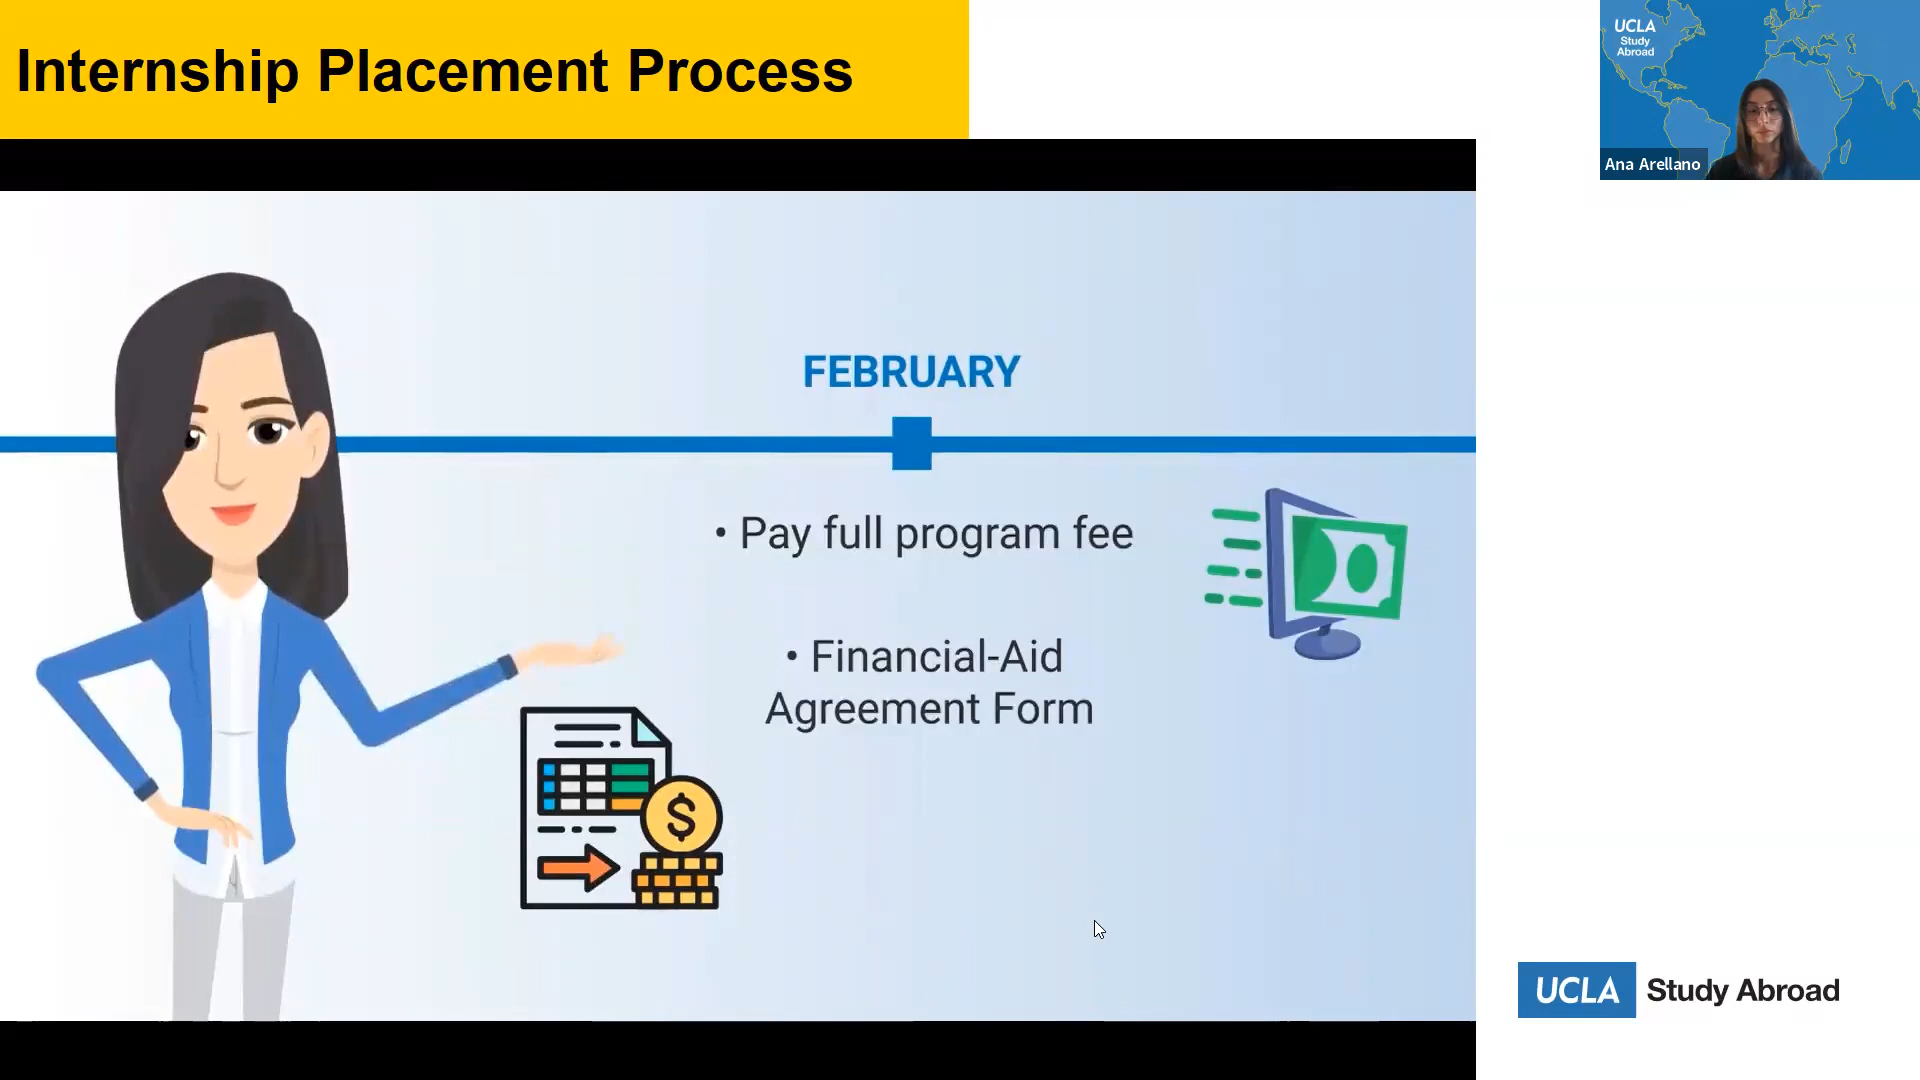 Internship Placement Process
UCLA
Study
Abroad
Ana Arellano
FEBRUARY
• Pay full program fee
• Financial-Aid
Agreement Form
$
UCLA Study Abroad